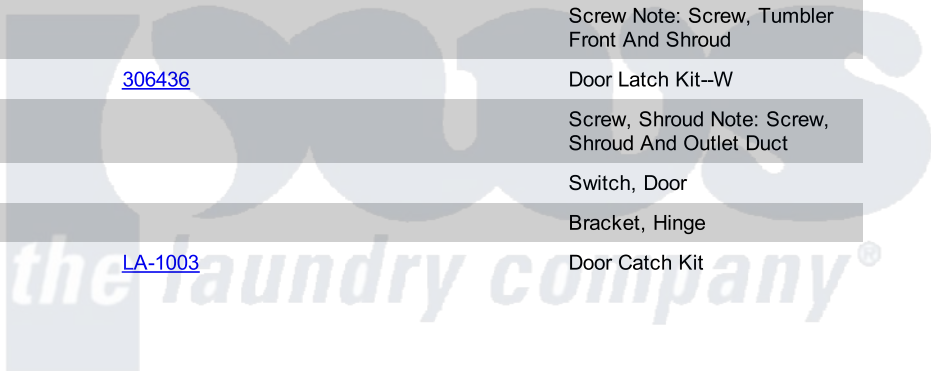 Screw Note: Screw, Tumbler
Front And Shroud
306436 Door Latch Kit--W
Screw, Shroud Note: Screw,
Shroud And Outlet Duct
Switch, Door
Bracket, Hinge
LA-1003 Door Catch Kit
pws
the laundry company®